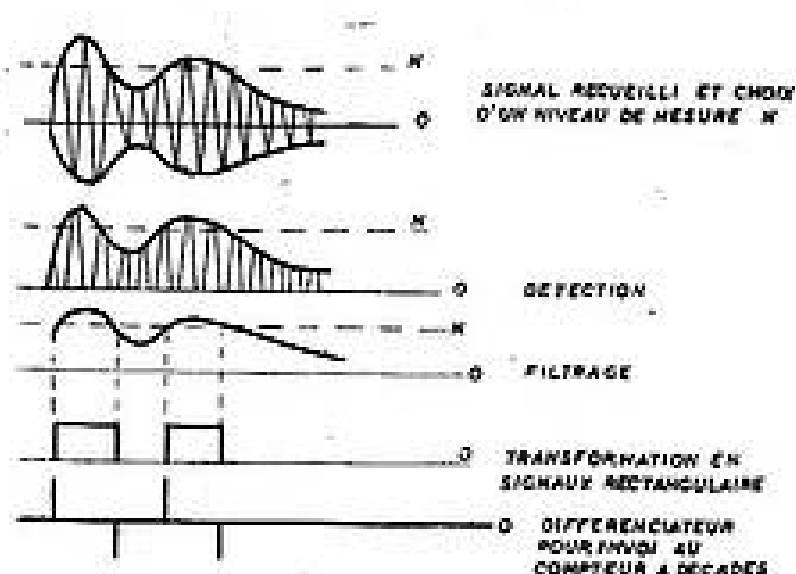 N
SIGNAL RECUEILLI ET CHOIX
O
D'UN NIVEAU DE MESURE N
N
O
DETECTION
N
O
FILTRAGE
O
TRANSFORMATION EN
SIGNAUX RECTANGULAIRE
O
DIFFERENCIATEUR
POUR ENVOI AU
COMPTEUR A DECADES